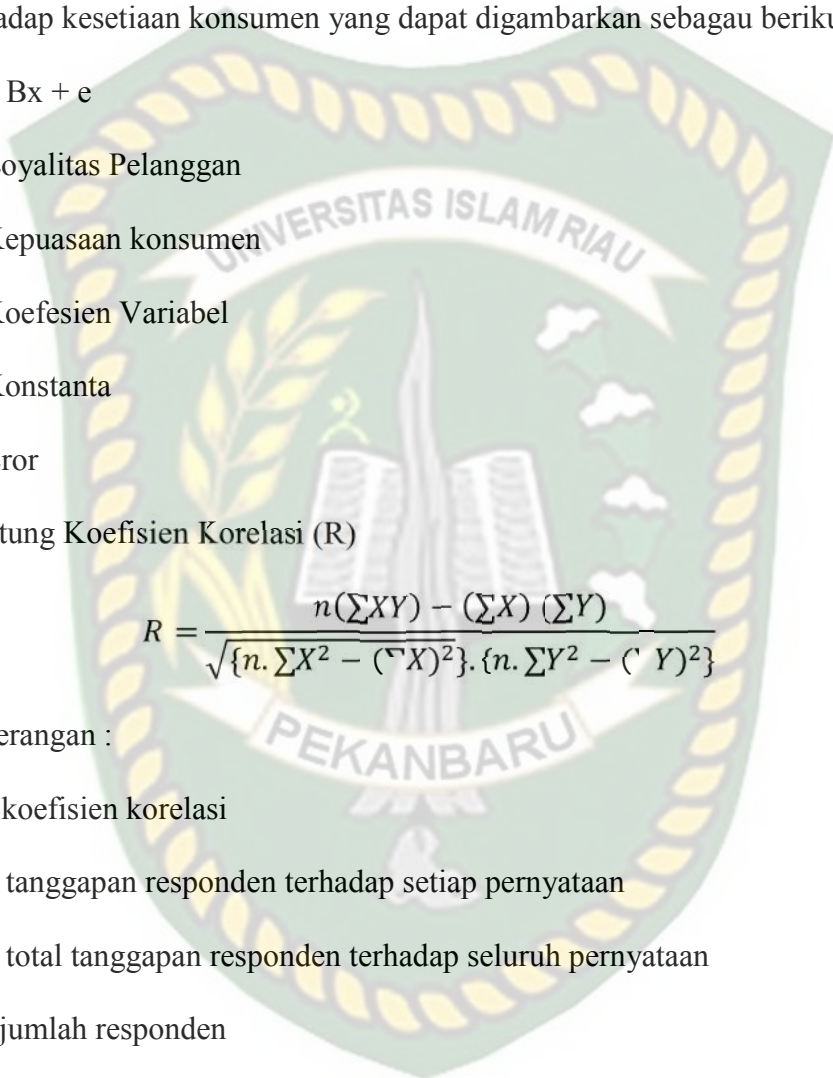 adap kesetiaan konsumen yang dapat digambarkan sebagau beriku
Bx + e
oyalitas Pelanggan
Kepuasaan konsumen
UNIVERSITAS ISLAM RIAU
Koefesien Variabel
Konstanta
ror
tung Koefisien Korelasi (R)
R = n(∑XY) − (∑X) (∑Y) / √{n. ∑X² − (∑X)²}. {n. ∑Y² − ( Y)²}
erangan :
PEKANBARU
koefisien korelasi
tanggapan responden terhadap setiap pernyataan
total tanggapan responden terhadap seluruh pernyataan
jumlah responden